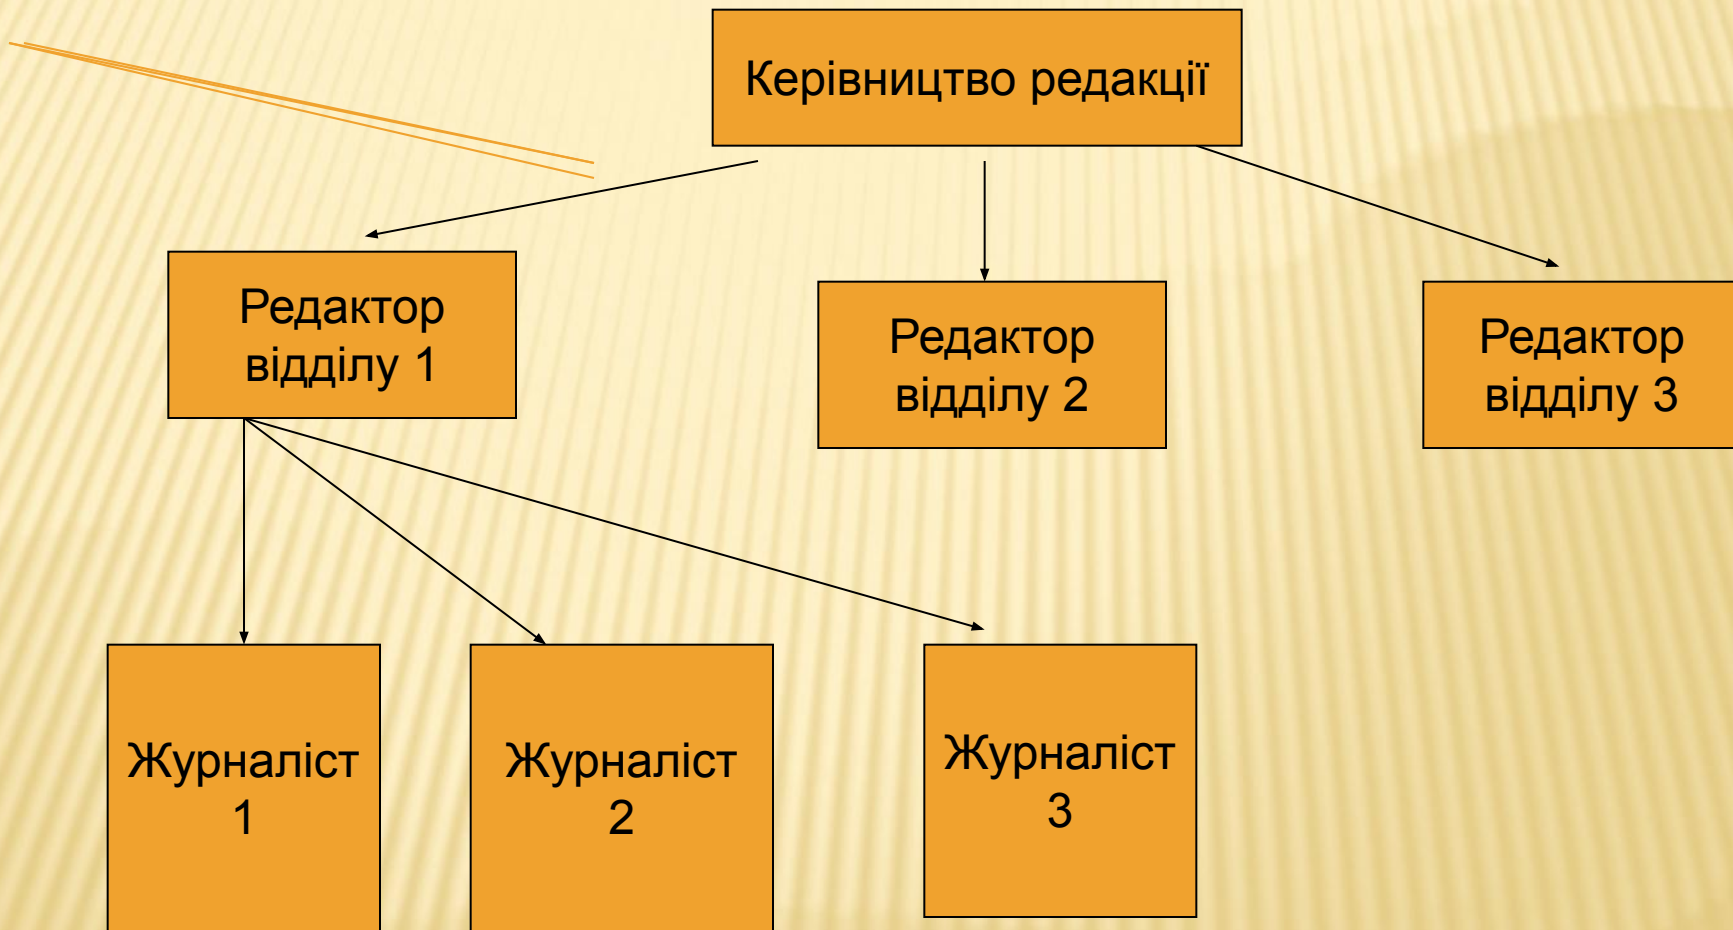 Керівництво редакції
Редактор
відділу 1
Редактор
відділу 2
Редактор
відділу 3
Журналіст
1
Журналіст
2
Журналіст
3